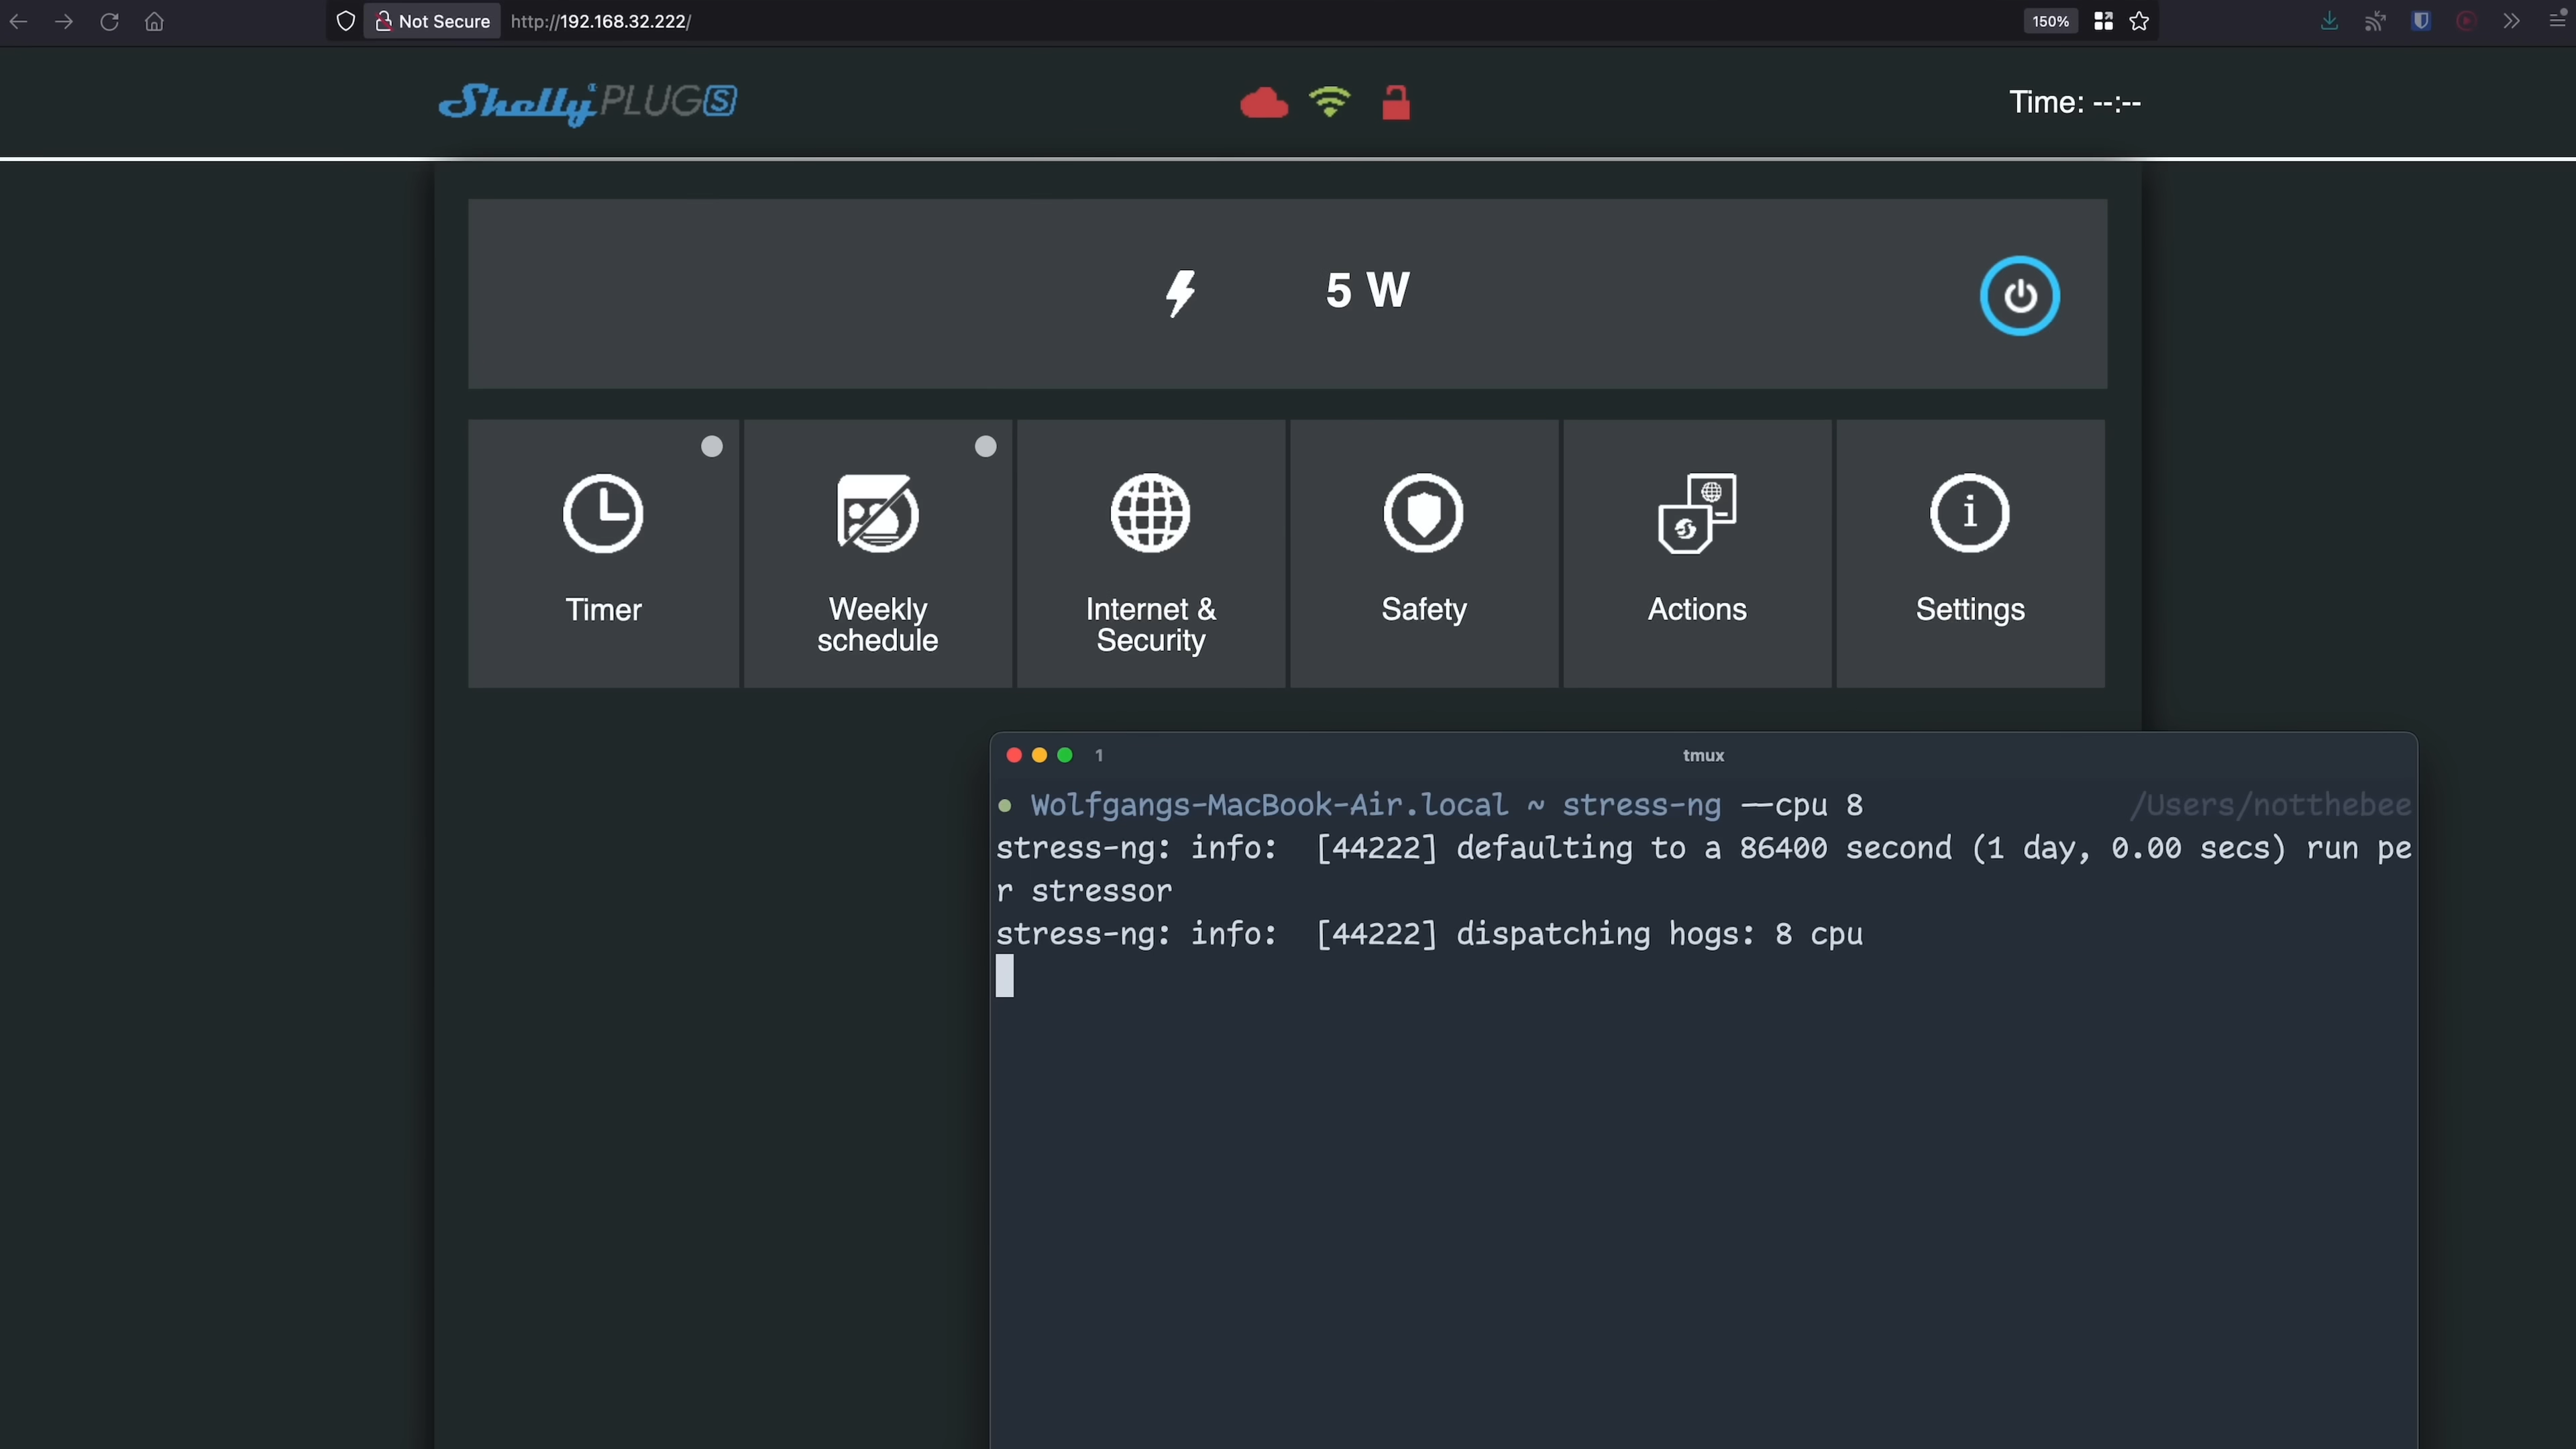 Not Secure http://192.168.32.222/ 150%
Shelly PLUG S
Time: --:--
5 W
Timer
Weekly
schedule
Internet &
Security
Safety
Actions
Settings
1 tmux
Wolfgangs-MacBook-Air.local ~ stress-ng --cpu 8 /Users/notthebee
stress-ng: info:  [44222] defaulting to a 86400 second (1 day, 0.00 secs) run pe
r stressor
stress-ng: info:  [44222] dispatching hogs: 8 cpu